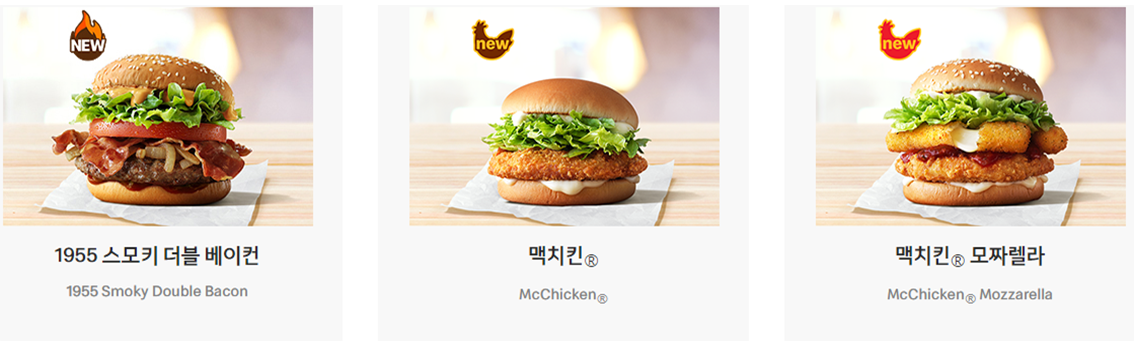 NEW
1955 스모키 더블 베이컨
1955 Smoky Double Bacon
new
맥치킨®
McChicken®
new
맥치킨® 모짜렐라
McChicken® Mozzarella